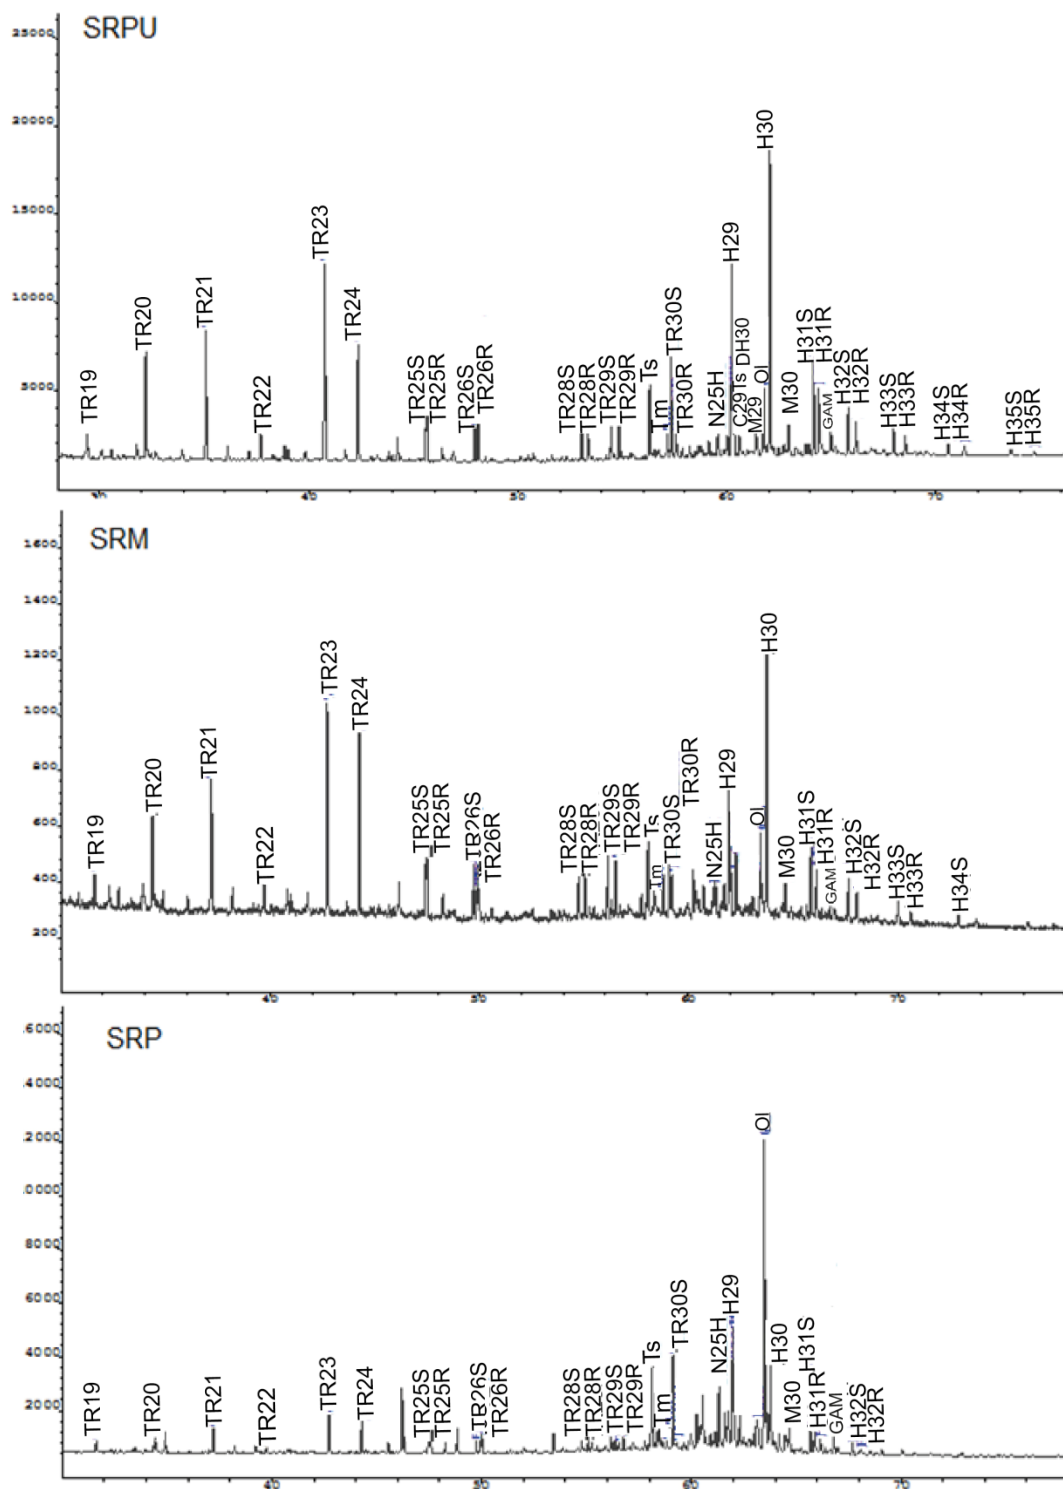 SRPU
25000
20000
15000
10000
5000
TR19
TR20
TR21
TR22
TR23
TR24
TR25S
TR25R
TR26S
TR26R
TR28S
TR28R
TR29S
TR29R
Ts
Tm
TR30S
TR30R
N25H
H29
C29Ts
DH30
M29
Ol
H30
M30
H31S
H31R
GAM
H32S
H32R
H33S
H33R
H34S
H34R
H35S
H35R
40
50
60
70
SRM
1600
1400
1200
1000
800
600
400
200
TR19
TR20
TR21
TR22
TR23
TR24
TR25S
TR25R
TR26S
TR26R
TR28S
TR28R
TR29S
TR29R
Ts
Tm
TR30S
TR30R
N25H
H29
Ol
H30
M30
H31S
H31R
GAM
H32S
H32R
H33S
H33R
H34S
40
50
60
70
SRP
8000
6000
4000
2000
TR19
TR20
TR21
TR22
TR23
TR24
TR25S
TR25R
TR26S
TR26R
TR28S
TR28R
TR29S
TR29R
Ts
Tm
TR30S
N25H
H29
Ol
H30
M30
H31S
H31R
GAM
H32S
H32R
40
50
60
70